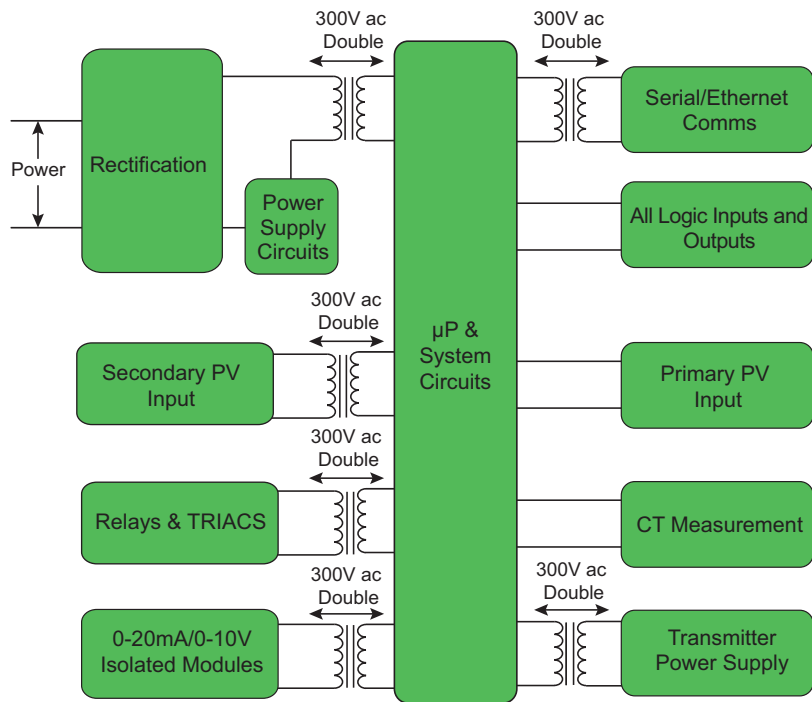 300V ac
Double
300V ac
Double
Rectification
Power
Serial/Ethernet
Comms
Power
Supply
Circuits
All Logic Inputs and
Outputs
300V ac
Double
µP &
System
Circuits
Secondary PV
Input
Primary PV
Input
300V ac
Double
Relays & TRIACS
CT Measurement
300V ac
Double
300V ac
Double
0-20mA/0-10V
Isolated Modules
Transmitter
Power Supply